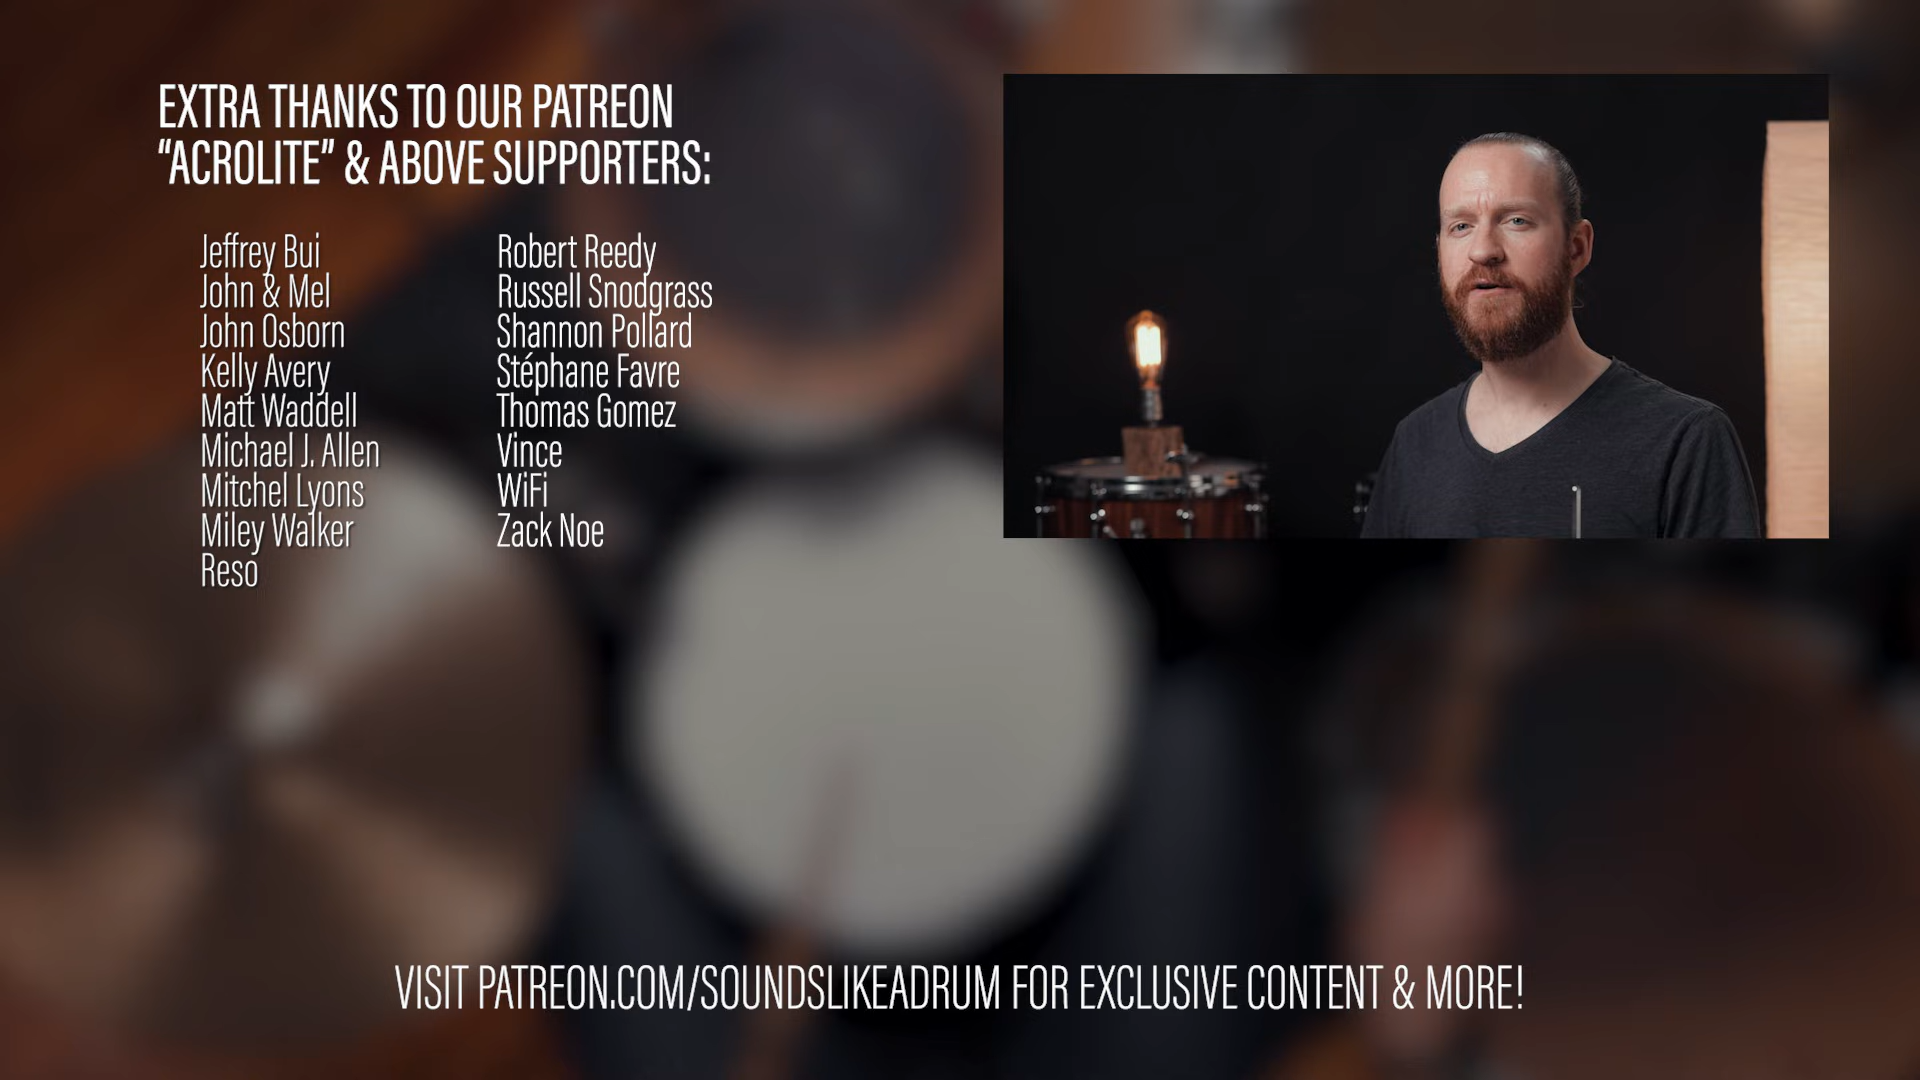 EXTRA THANKS TO OUR PATREON
“ACROLITE” & ABOVE SUPPORTERS:
Jeffrey Bui
John & Mel
John Osborn
Kelly Avery
Matt Waddell
Michael J. Allen
Mitchel Lyons
Miley Walker
Reso
Robert Reedy
Russell Snodgrass
Shannon Pollard
Stéphane Favre
Thomas Gomez
Vince
WiFi
Zack Noe
VISIT PATREON.COM/SOUNDSLIKEADRUM FOR EXCLUSIVE CONTENT & MORE!